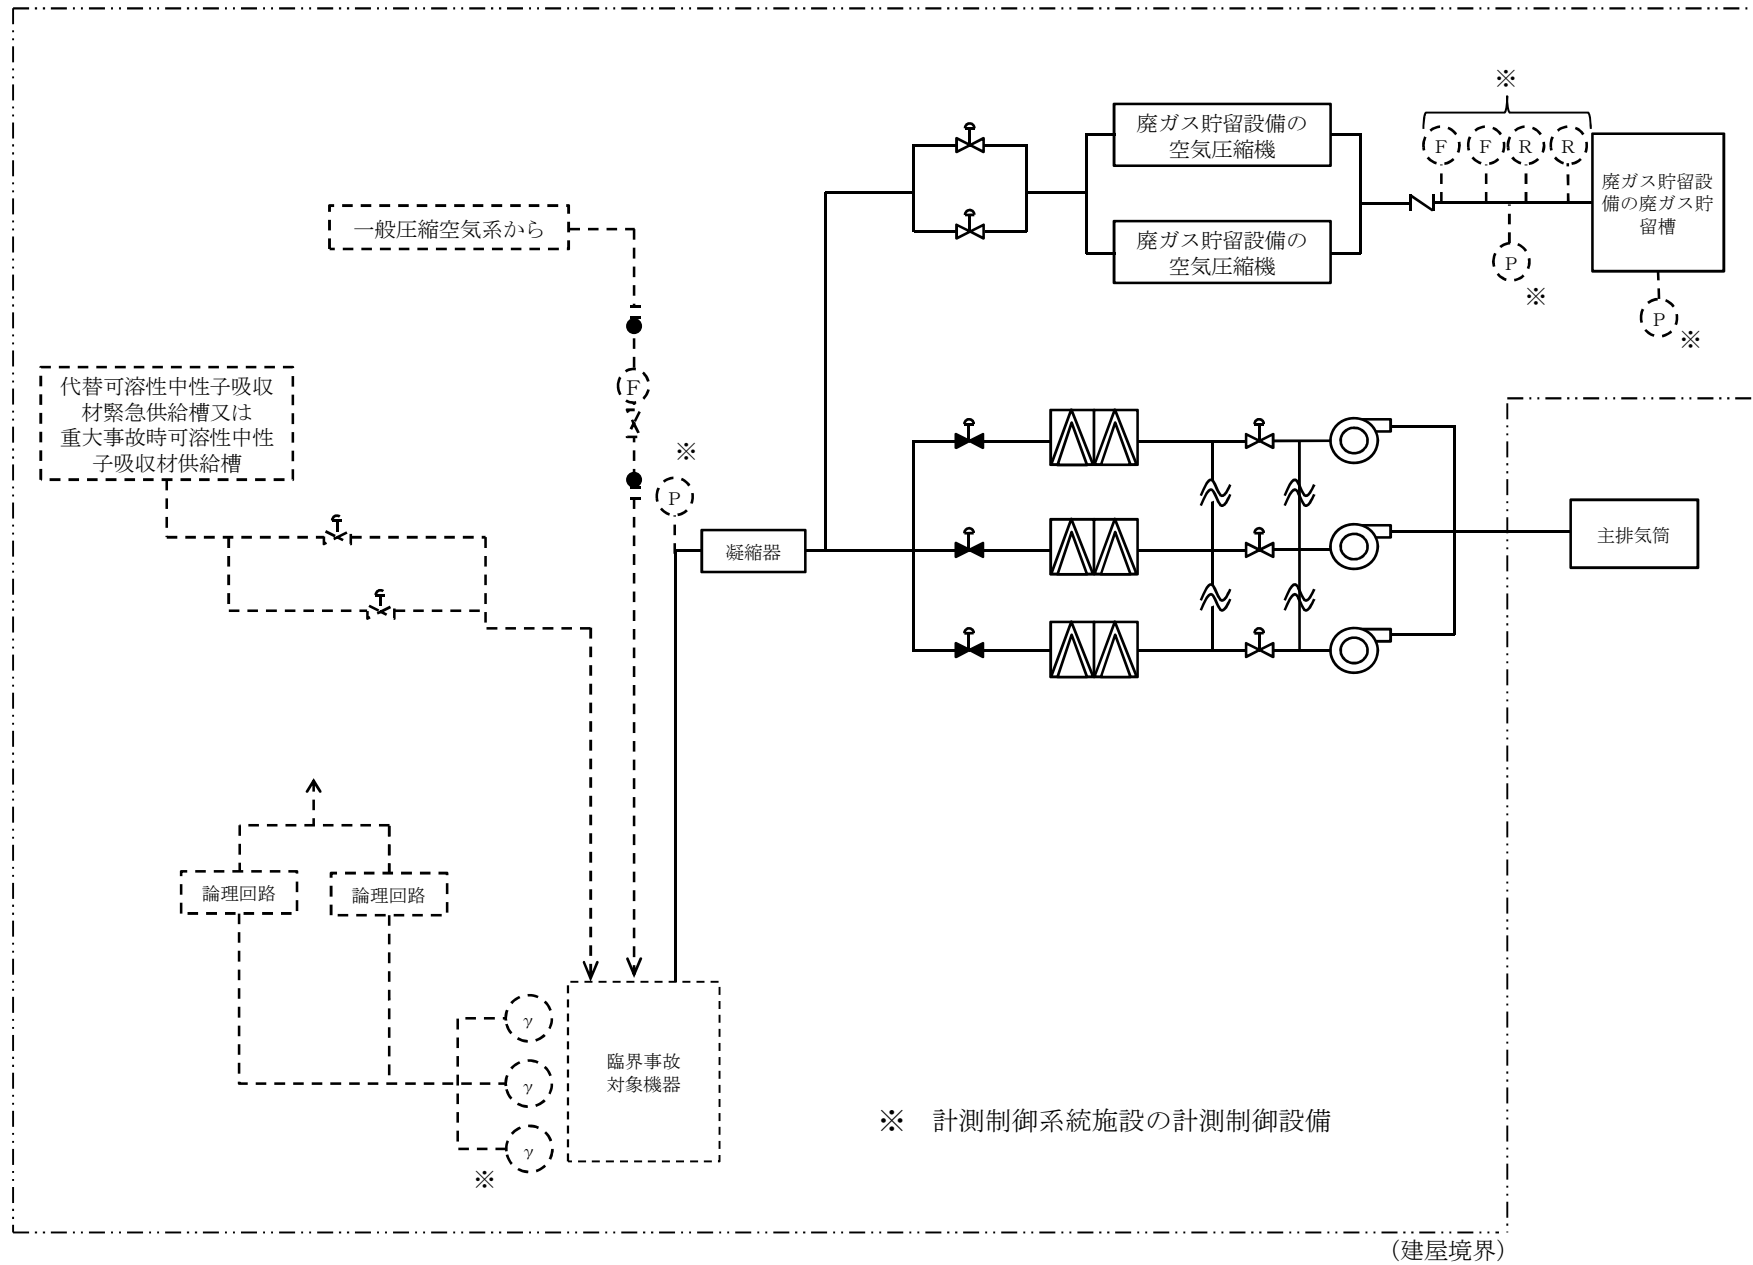 ※
廃ガス貯留設備の
空気圧縮機
F
F
R
R
廃ガス貯留設
備の廃ガス貯
留槽
一般圧縮空気系から
廃ガス貯留設備の
空気圧縮機
P
※
P
※
代替可溶性中性子吸収
材緊急供給槽又は
重大事故時可溶性中性
子吸収材供給槽
F
※
P
凝縮器
主排気筒
論理回路
論理回路
γ
γ
γ
※
臨界事故
対象機器
※ 計測制御系統施設の計測制御設備
(建屋境界)